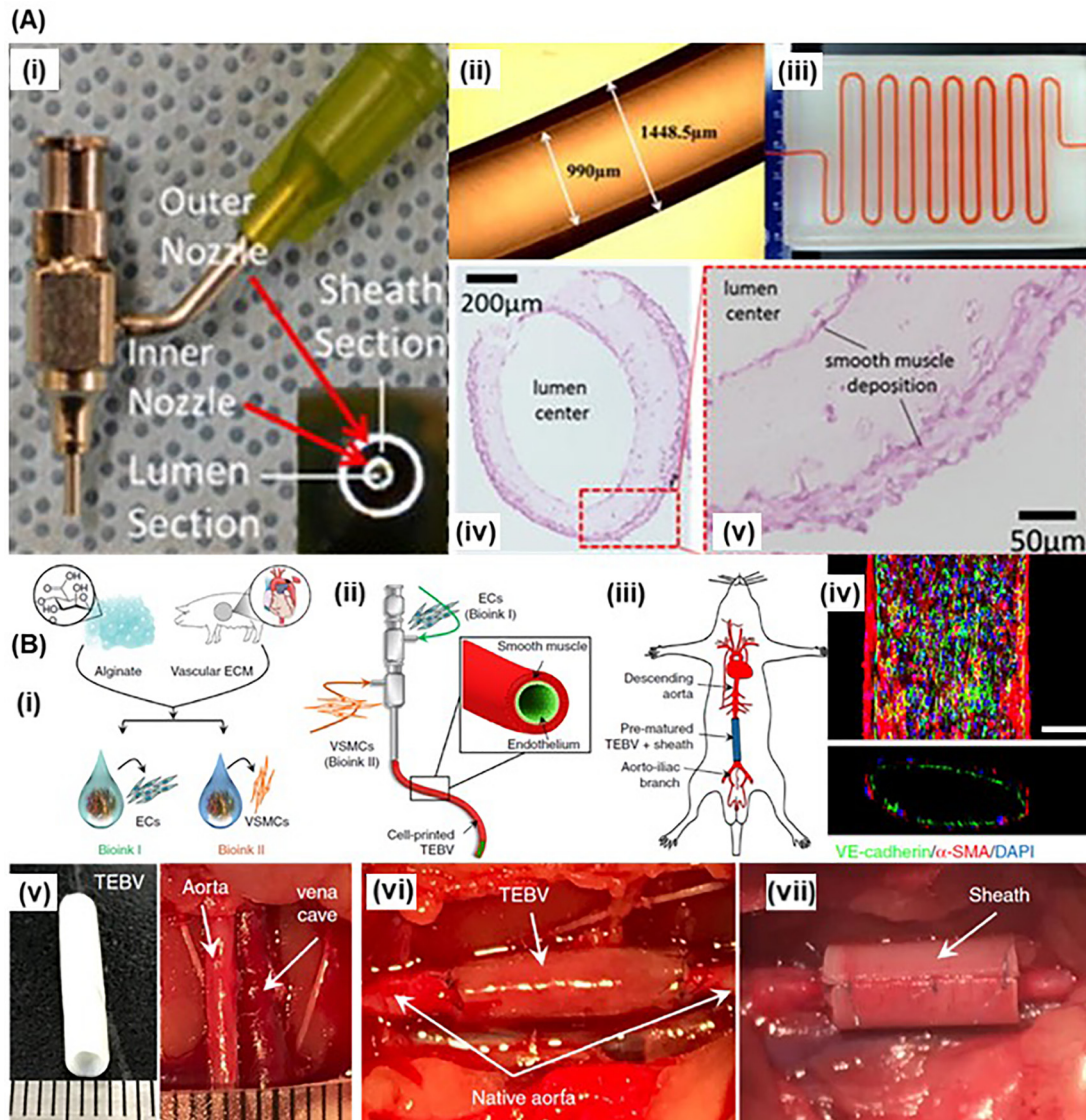 (A)
(i)
Outer
Nozzle
Sheath
Section
Inner
Nozzle
Lumen
Section
(ii)
1448.5µm
990µm
(iii)
200µm
lumen
center
(iv)
lumen
center
smooth muscle
deposition
(v)
50µm
(B)
(i)
OH
HO
OH
Alginate
Vascular ECM
ECs
VSMCs
Bioink I
Bioink II
(ii)
ECs
(Bioink I)
Smooth muscle
Endothelium
VSMCs
(Bioink II)
Cell-printed
TEBV
(iii)
Descending
aorta
Pre-matured
TEBV + sheath
Aorto-iliac
branch
(iv)
VE-cadherin/α-SMA/DAPI
(v)
TEBV
Aorta
vena
cave
(vi)
TEBV
Native aorta
(vii)
Sheath